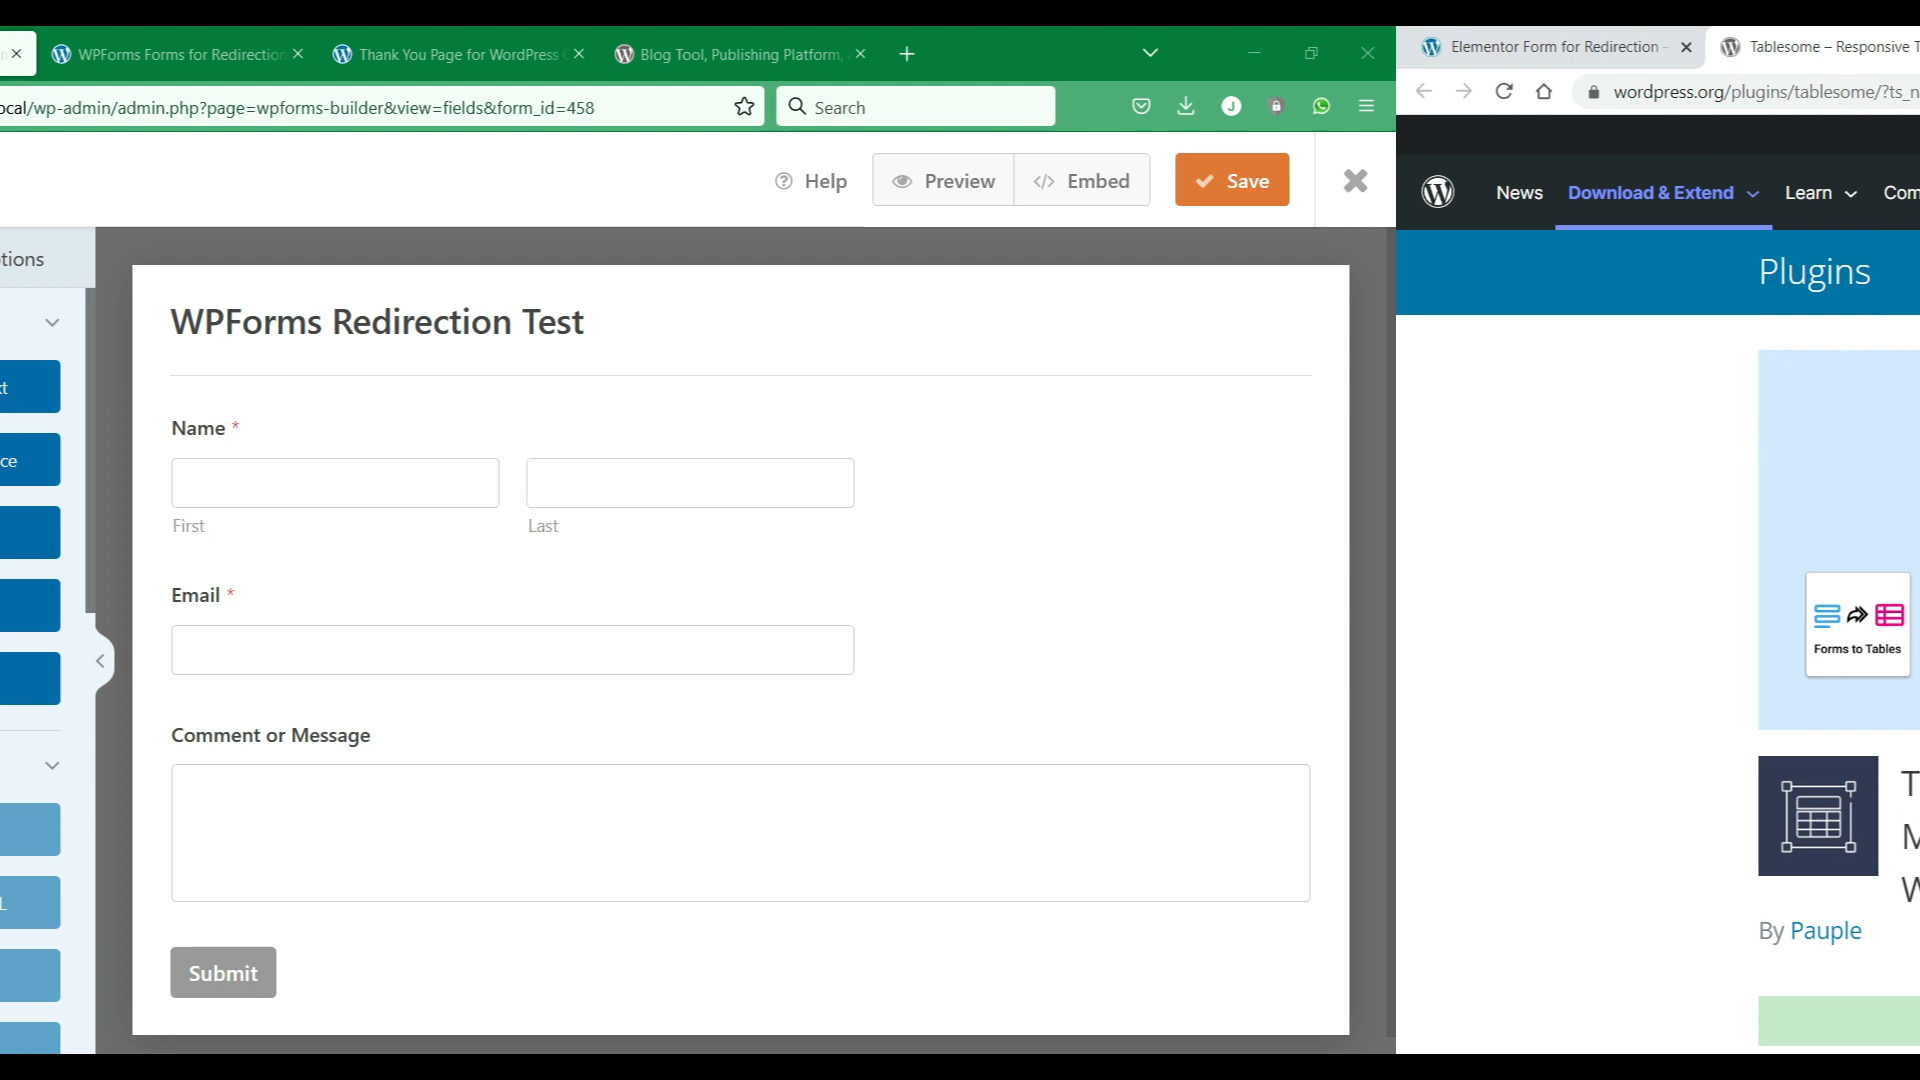 WPForms Forms for Redirection
Thank You Page for WordPress
Blog Tool, Publishing Platform,
ocal/wp-admin/admin.php?page=wpforms-builder&view=fields&form_id=458
Search
Help
Preview
Embed
Save
tions
ce
L
WPForms Redirection Test
Name *
First
Last
Email *
Comment or Message
Submit
Elementor Form for Redirection -
Tablesome – Responsive T
wordpress.org/plugins/tablesome/?ts_n
News
Download & Extend
Learn
Com
Plugins
Forms to Tables
T
M
W
By Pauple